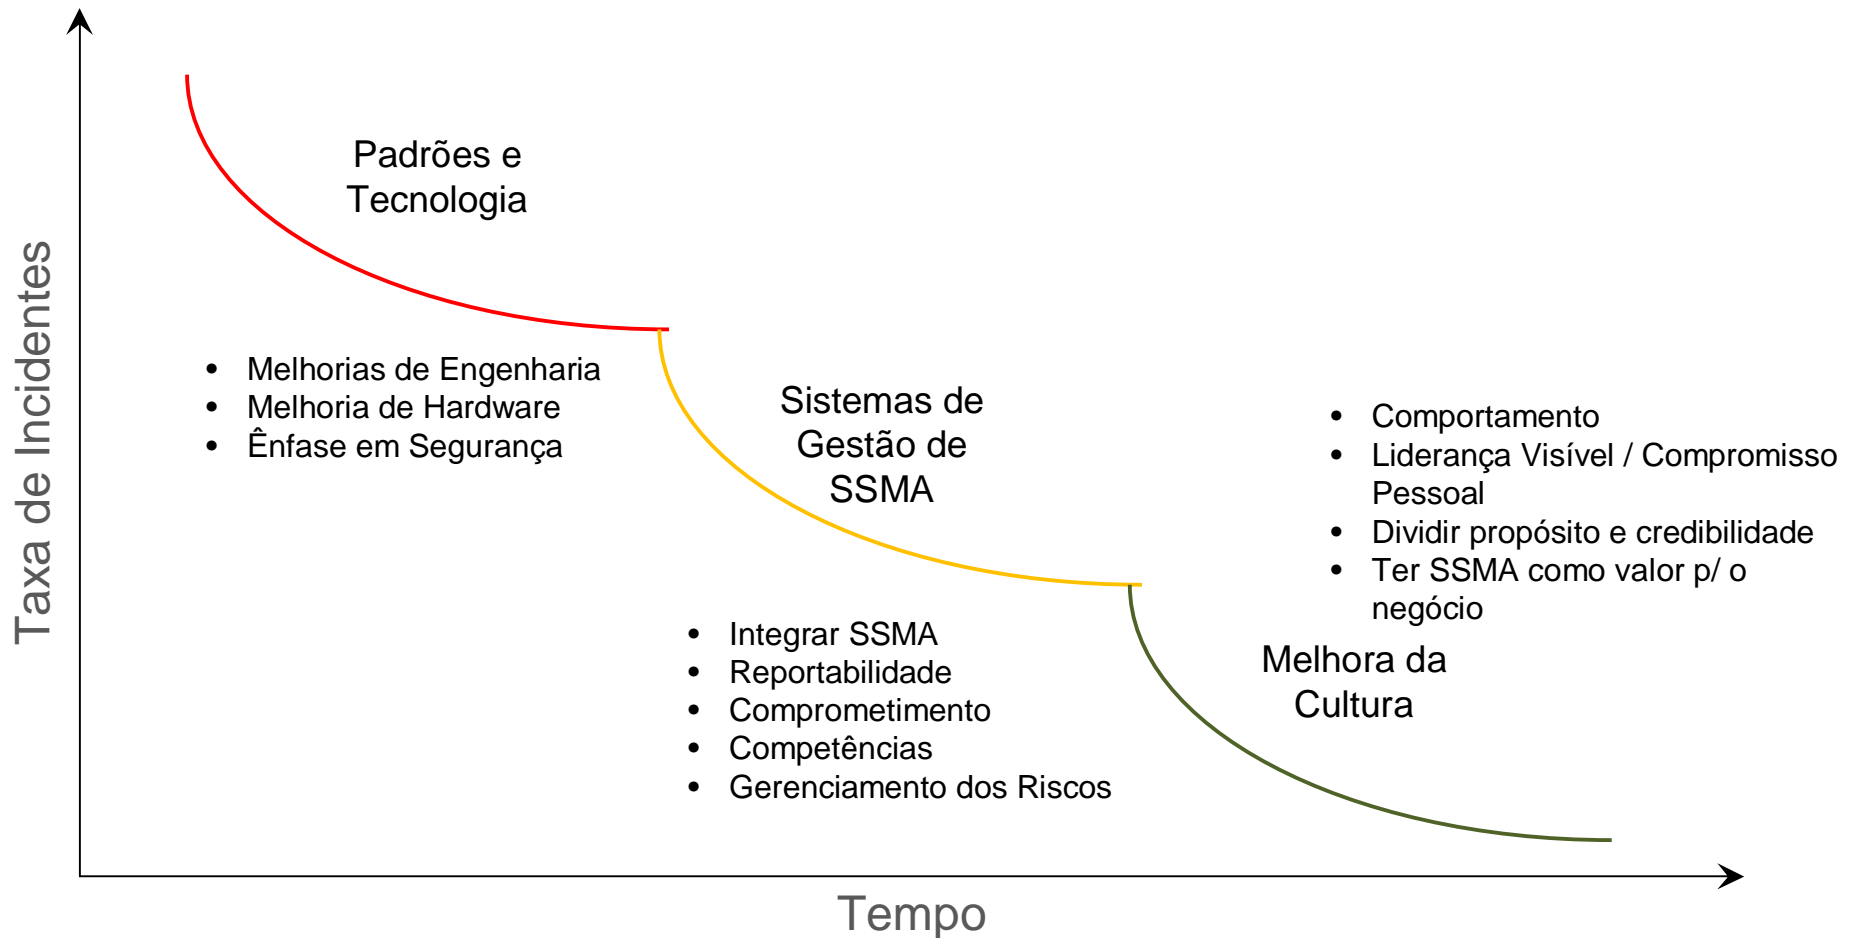 Taxa de Incidentes
Padrões e
Tecnologia
• Melhorias de Engenharia
• Melhoria de Hardware
• Ênfase em Segurança
Sistemas de
Gestão de
SSMA
• Integrar SSMA
• Reportabilidade
• Comprometimento
• Competências
• Gerenciamento dos Riscos
• Comportamento
• Liderança Visível / Compromisso
Pessoal
• Dividir propósito e credibilidade
• Ter SSMA como valor p/ o
negócio
Melhora da
Cultura
Tempo